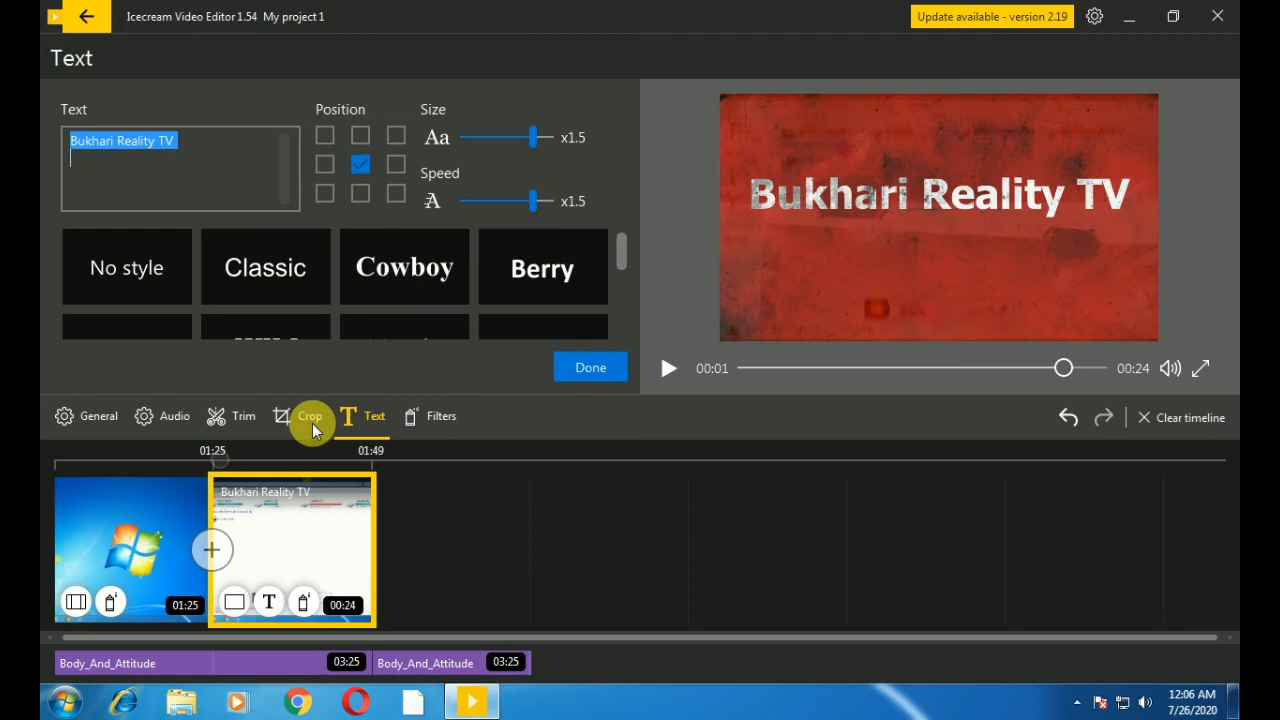 Icecream Video Editor 1.54 My project 1
Update available - version 2.19
Text
Text
Position
Size
Bukhari Reality TV
Aa
x1.5
Speed
A
x1.5
Bukhari Reality TV
No style
Classic
Cowboy
Berry
Done
00:01
00:24
General
Audio
Trim
Crop
T Text
Filters
Clear timeline
01:25
01:49
Bukhari Reality TV
01:25
T
00:24
Body_And_Attitude
03:25
Body_And_Attitude
03:25
12:06 AM
7/26/2020